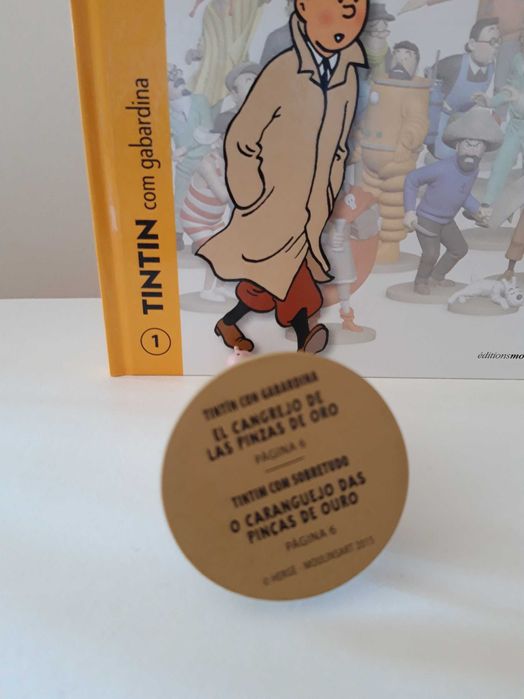 TINTIN com gabardina
1
éditionsmo
TINTÍN CON GABARDINA
EL CANGREJO DE
LAS PINZAS DE ORO
PÁGINA 6
TINTIN COM SOBRETUDO
O CARANGUEJO DAS
PINÇAS DE OURO
PÁGINA 6
© HERGÉ - MOULINSART 2015